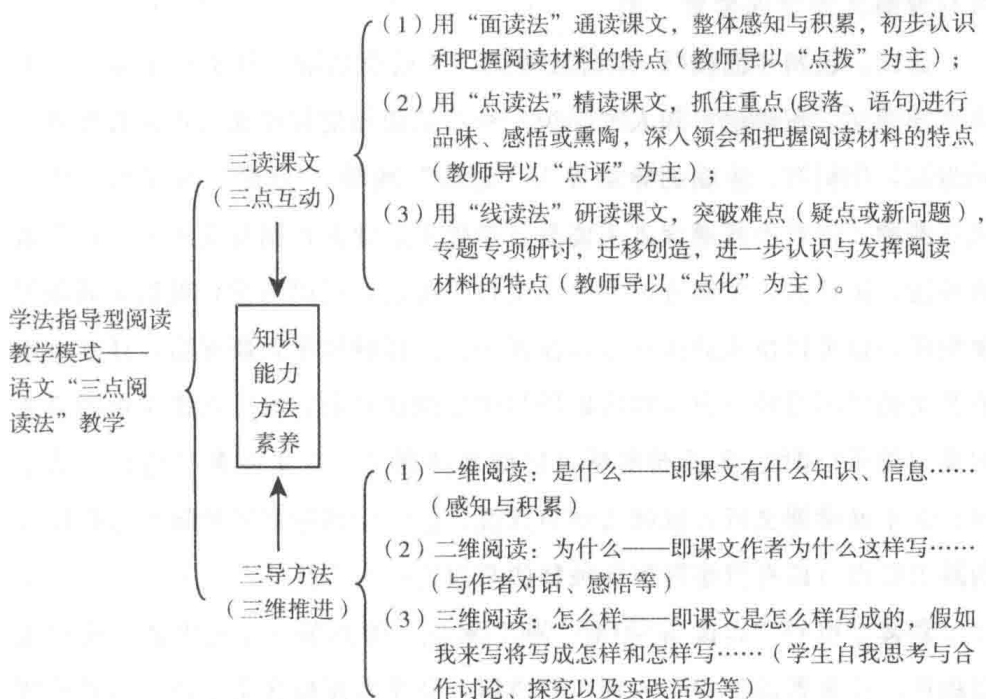 （1）用“面读法”通读课文，整体感知与积累，初步认识
和把握阅读材料的特点（教师导以“点拨”为主）；
（2）用“点读法”精读课文，抓住重点 (段落、语句)进行
品味、感悟或熏陶，深入领会和把握阅读材料的特点
（教师导以“点评”为主）；
（3）用“线读法”研读课文，突破难点（疑点或新问题），
专题专项研讨，迁移创造，进一步认识与发挥阅读
材料的特点（教师导以“点化”为主）。
三读课文
（三点互动）
学法指导型阅读
教学模式——
语文“三点阅
读法”教学
知识
能力
方法
素养
三导方法
（三维推进）
（1）一维阅读：是什么——即课文有什么知识、信息……
（感知与积累）
（2）二维阅读：为什么——即课文作者为什么这样写……
（与作者对话、感悟等）
（3）三维阅读：怎么样——即课文是怎么样写成的，假如
我来写将写成怎样和怎样写……（学生自我思考与合
作讨论、探究以及实践活动等）